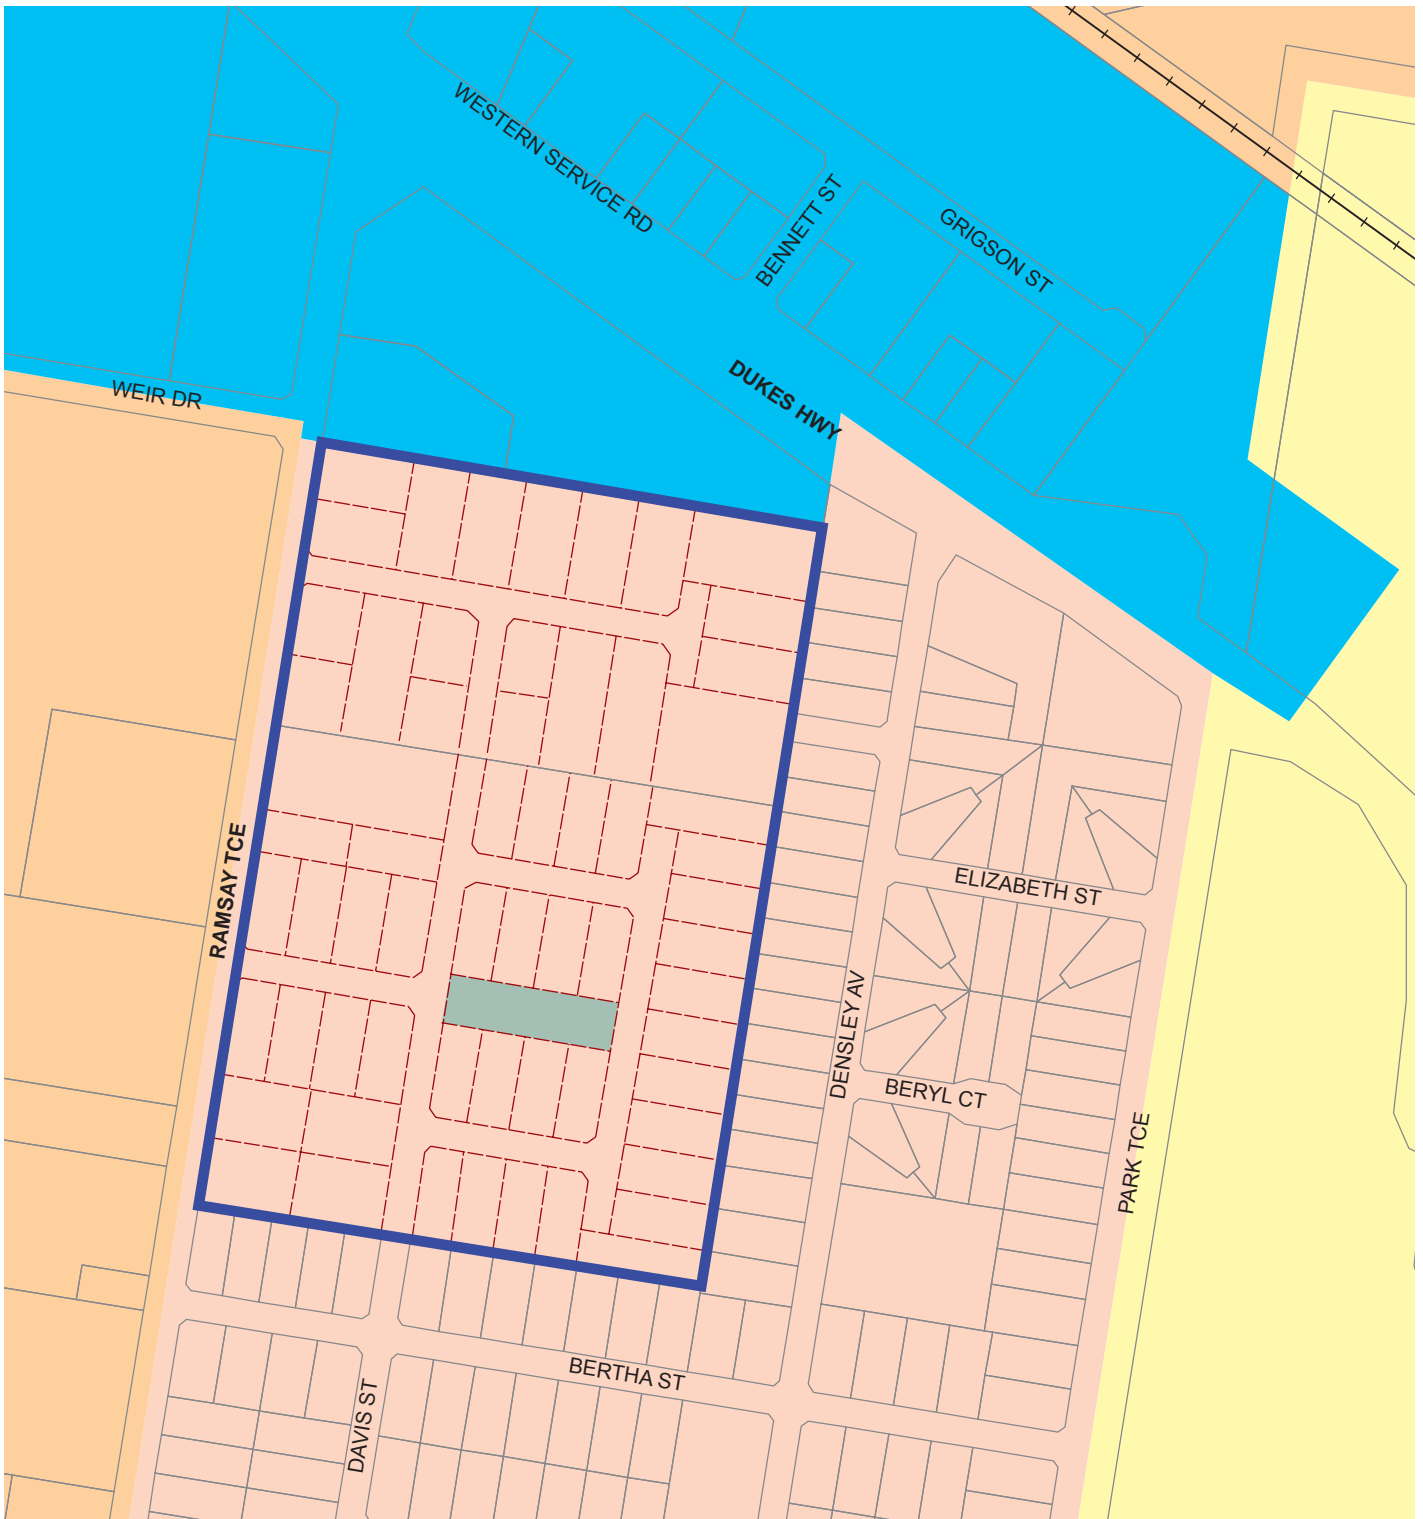 WESTERN SERVICE RD
BENNETT ST
GRIGSON ST
WEIR DR
DUKES HWY
RAMSAY TCE
ELIZABETH ST
DENSLEY AV
BERYL CT
PARK TCE
BERTHA ST
DAVIS ST